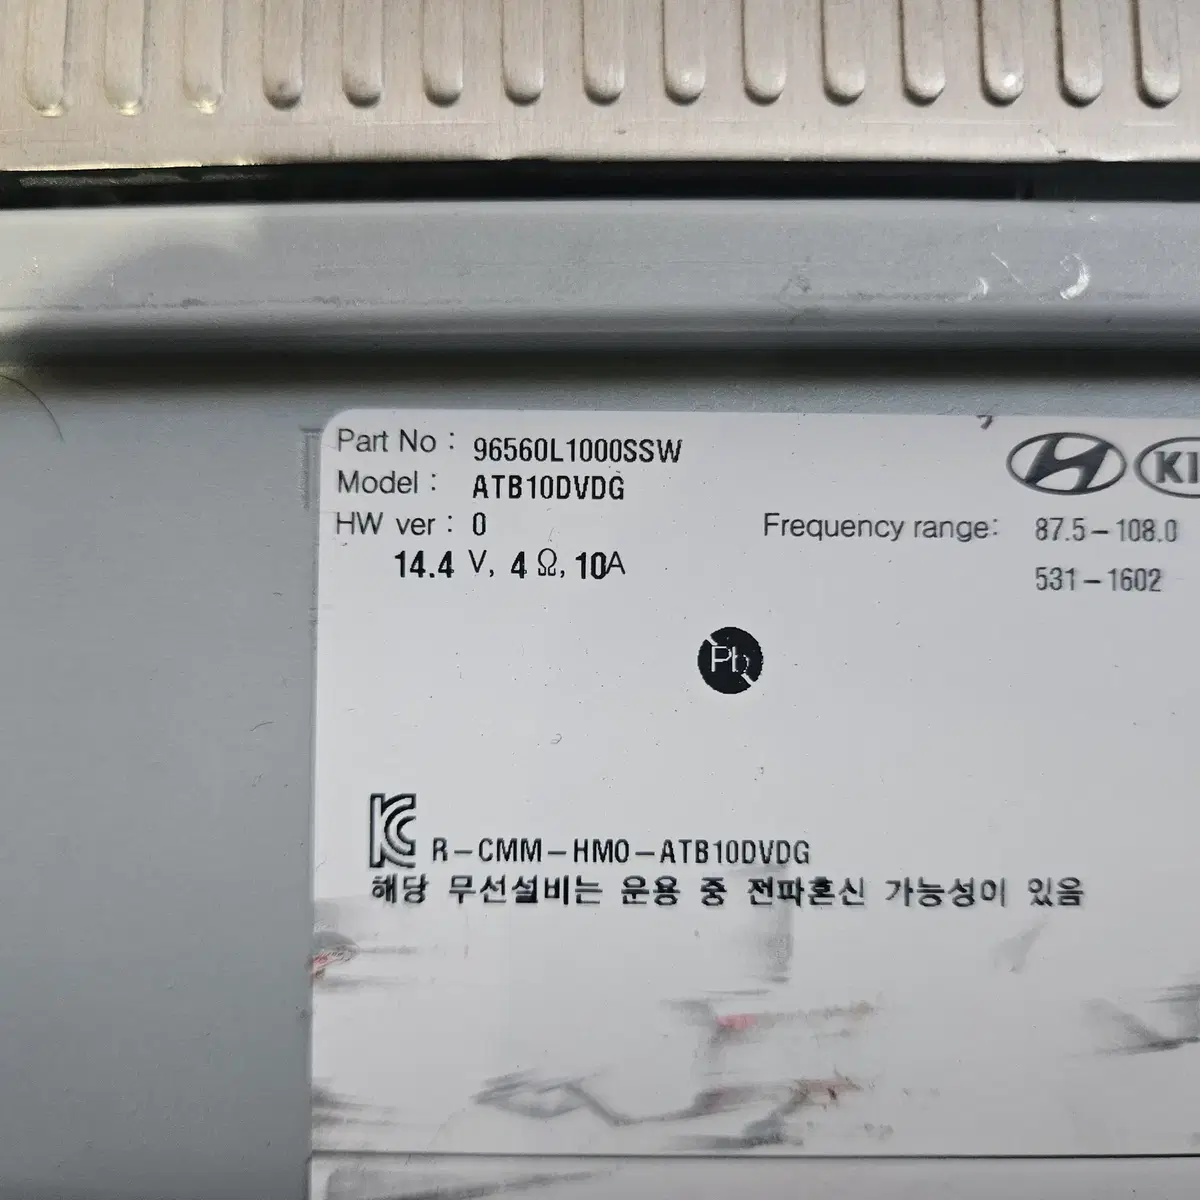 Part No : 96560L1000SSW
Model : ATB10DVDG
HW ver : 0
14.4 V, 4 Ω, 10A
KI
Frequency range: 87.5-108.0
531-1602
Pb
R-CMM-HMO-ATB10DVDG
해당 무선설비는 운용 중 전파혼신 가능성이 있음